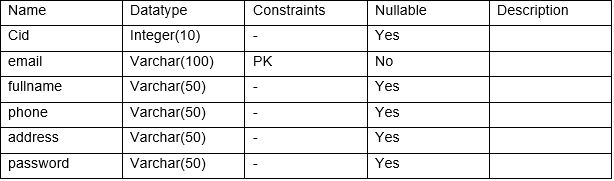 Name Datatype Constraints Nullable Description
Cid Integer(10) - Yes
email Varchar(100) PK No
fullname Varchar(50) - Yes
phone Varchar(50) - Yes
address Varchar(50) - Yes
password Varchar(50) - Yes